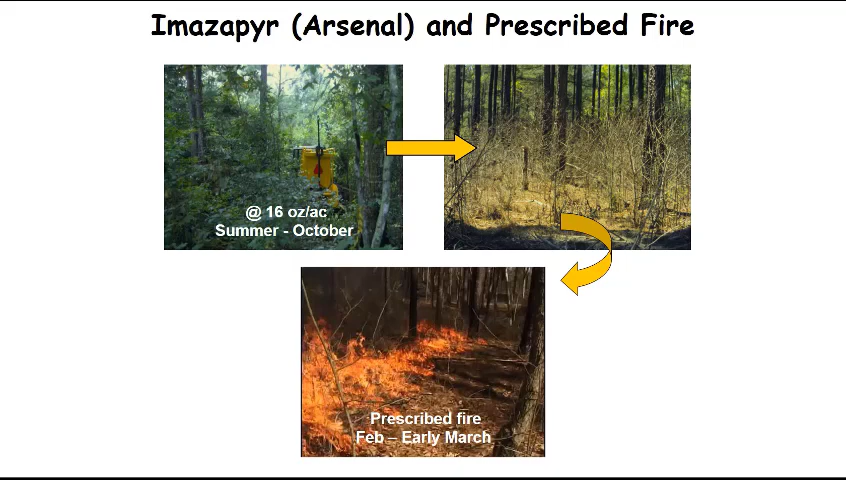 Imazapyr (Arsenal) and Prescribed Fire
@ 16 oz/ac
Summer - October
Prescribed fire
Feb – Early March